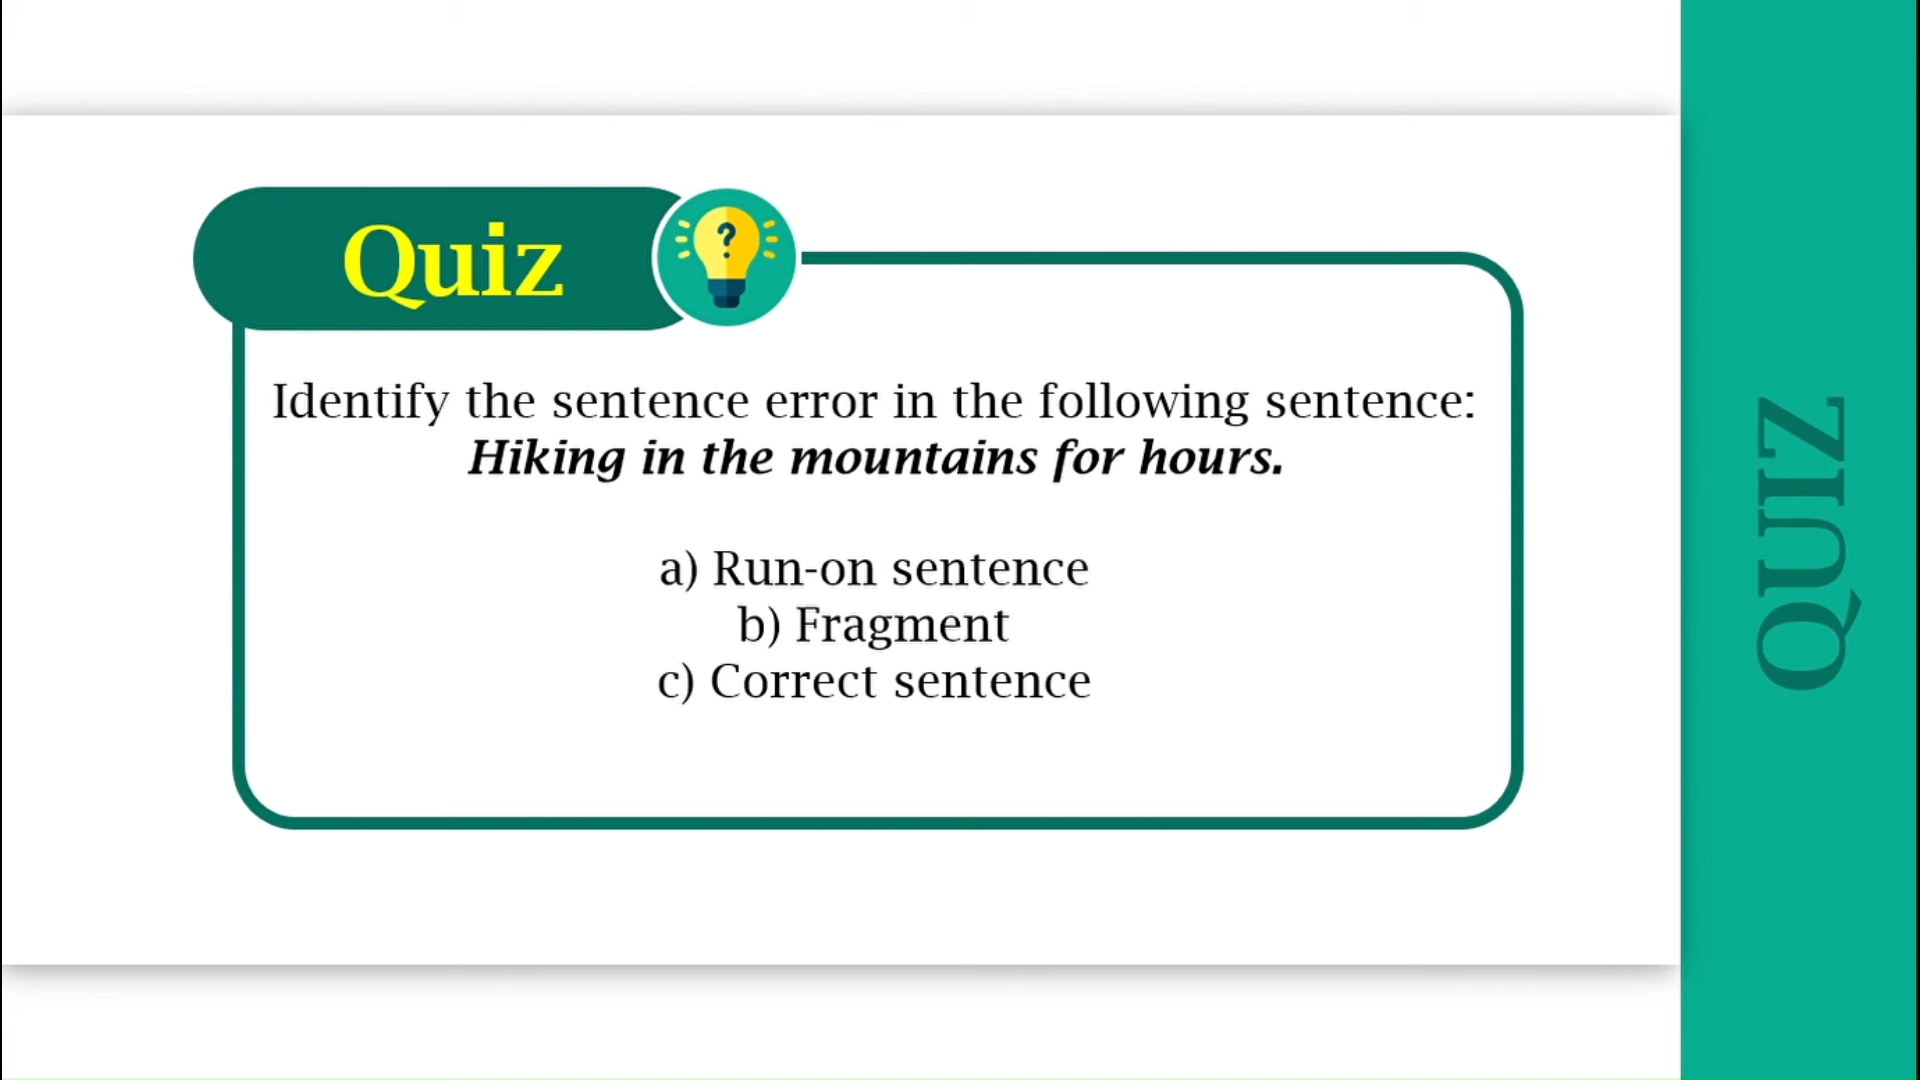 Quiz
?
Identify the sentence error in the following sentence:
Hiking in the mountains for hours.
a) Run-on sentence
b) Fragment
c) Correct sentence
QUIZ